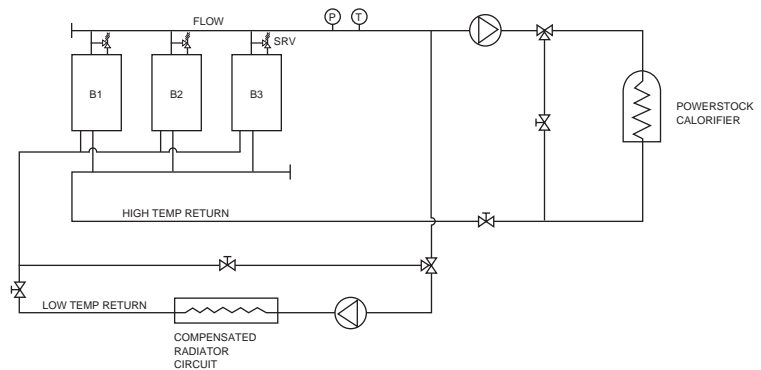 FLOW
P
T
SRV
B1
B2
B3
POWERSTOCK
CALORIFIER
HIGH TEMP RETURN
LOW TEMP RETURN
COMPENSATED
RADIATOR
CIRCUIT